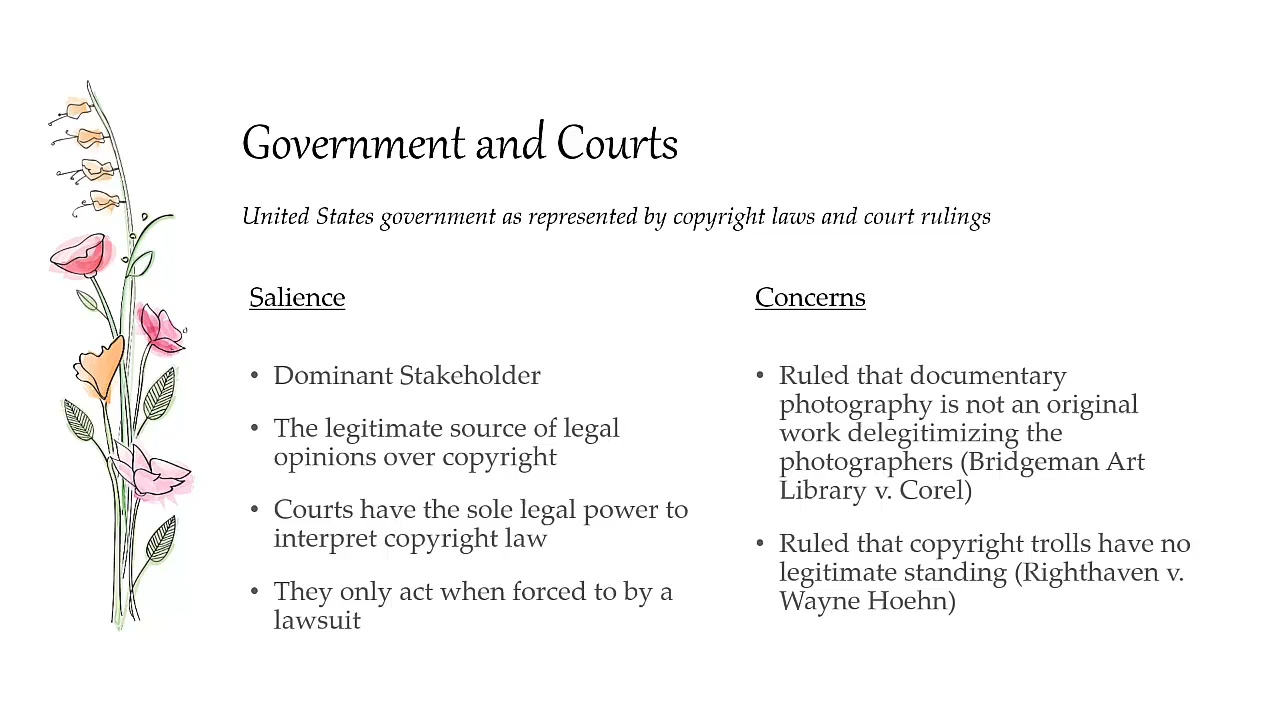 Government and Courts
United States government as represented by copyright laws and court rulings
Salience
• Dominant Stakeholder
• The legitimate source of legal
opinions over copyright
• Courts have the sole legal power to
interpret copyright law
• They only act when forced to by a
lawsuit
Concerns
• Ruled that documentary
photography is not an original
work delegitimizing the
photographers (Bridgeman Art
Library v. Corel)
• Ruled that copyright trolls have no
legitimate standing (Righthaven v.
Wayne Hoehn)